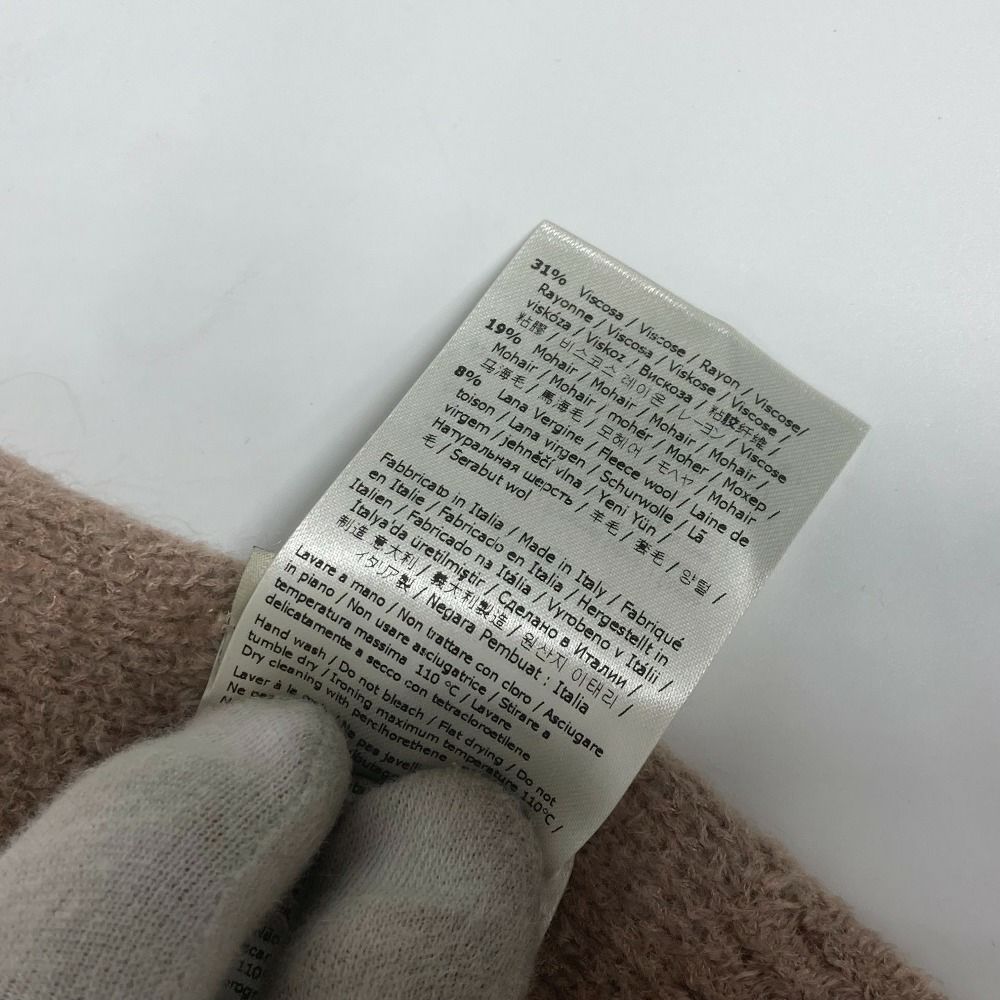 31% Viscosa / Viscose / Rayon / Viscose/
Rayonne / Viscosa / Viskose / Viscose /
viskóza / Viskoz / Вискоза / 粘胶纤维 /
粘膠 / 비스코스 레이온 / レーヨン / Viscose
19% Mohair / Mohair / Mohair / Mohair /
Mohair / Mohair / mohér / Moher / Мохер /
马海毛 / 馬海毛 / 모헤어 / モヘヤ / Mohair
8% Lana Vergine / Fleece wool / Laine de
toison / Lana virgen / Schurwolle / Lã
virgem / jehněčí vlna / Yeni Yün /
Натуральная шерсть / 羊毛 / 羊毛 / 양털 /
毛 / Serabut wol
Fabbricato in Italia / Made in Italy / Fabriqué
en Italie / Fabricado en Italia / Hergestellt in
Italien / Fabricado na Itália / Vyrobeno v Itálii /
İtalya'da üretilmiştir / Сделано в Италии /
制造 意大利 / 義大利製造 / 원산지 이태리 /
イタリア製 / Negara Pembuat : Italia
Lavare a mano / Non trattare con cloro / Asciugare
in piano / Non usare asciugatrice / Stirare a
temperatura massima 110 °C / Lavare
delicatamente a secco con tetracloroetilene
Hand wash / Do not bleach / Flat drying / Do not
tumble dry / Ironing maximum temperature 110°C /
Dry cleaning with perclhorethene
Laver à la
Ne pas
110